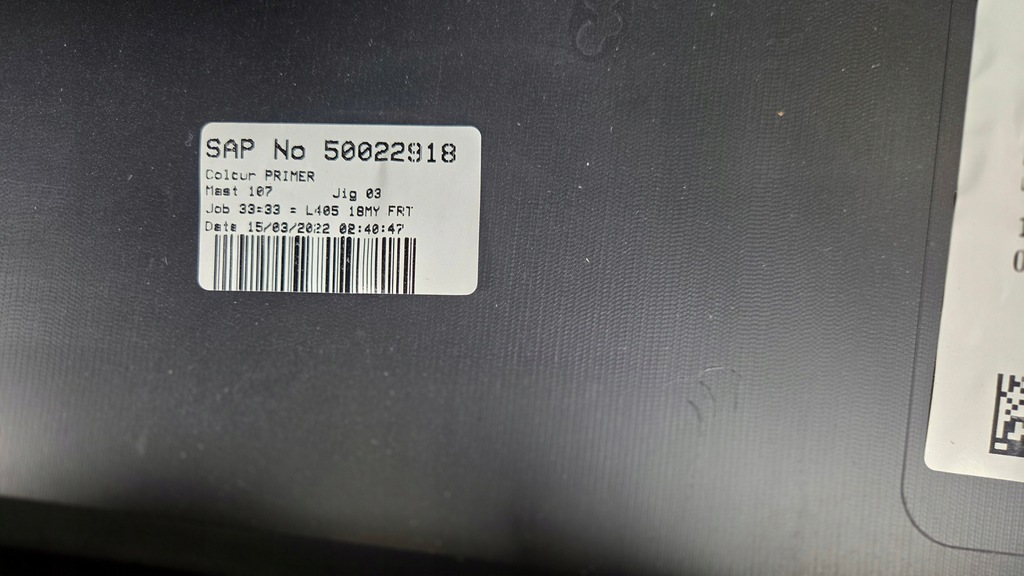 SAP No 50022918
Colour PRIMER
Mast 107 Jig 03
Job 33=33 = L405 18MY FRT
Date 15/03/2022 02:40:47